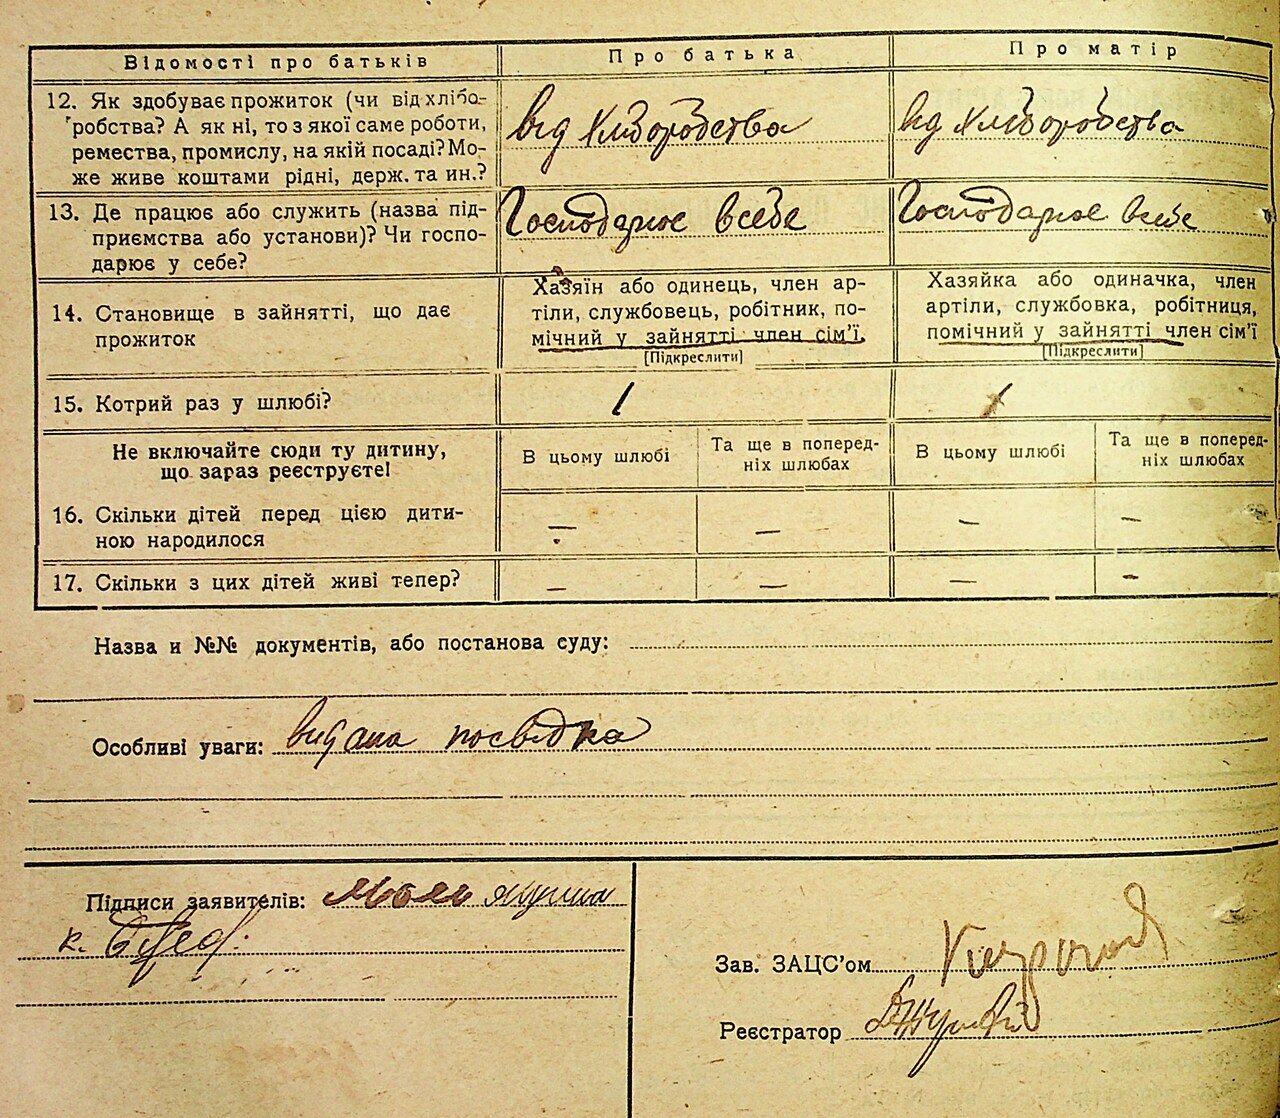 Відомості про батьків
Про батька
Про матір
12. Як здобуває прожиток (чи від хлібо-
робства? А як ні, то з якої саме роботи,
ремества, промислу, на якій посаді? Мо-
же живе коштами рідні, держ. та ин.?
від хліборобства
від хліборобства
13. Де працює або служить (назва під-
приємства або установи)? Чи госпо-
дарює у себе?
Господарює всебе
Господарює всебе
14. Становище в зайнятті, що дає
прожиток
Хазяїн або одинець, член ар-
тіли, службовець, робітник, по-
мічний у зайнятті член сім'ї.
[Підкреслити]
Хазяйка або одиначка, член
артіли, службовка, робітниця,
помічний у зайнятті член сім'ї
[Підкреслити]
15. Котрий раз у шлюбі?
1
1
Не включайте сюди ту дитину,
що зараз реєструєте!
В цьому шлюбі
Та ще в поперед-
ніх шлюбах
В цьому шлюбі
Та ще в поперед-
ніх шлюбах
16. Скільки дітей перед цією дити-
ною народилося
— — — —
17. Скільки з цих дітей живі тепер?
— — — —
Назва и №№ документів, або постанова суду:
Особливі уваги: видана посвідка
Підписи заявителів:
Зав. ЗАЦС'ом
Реєстратор